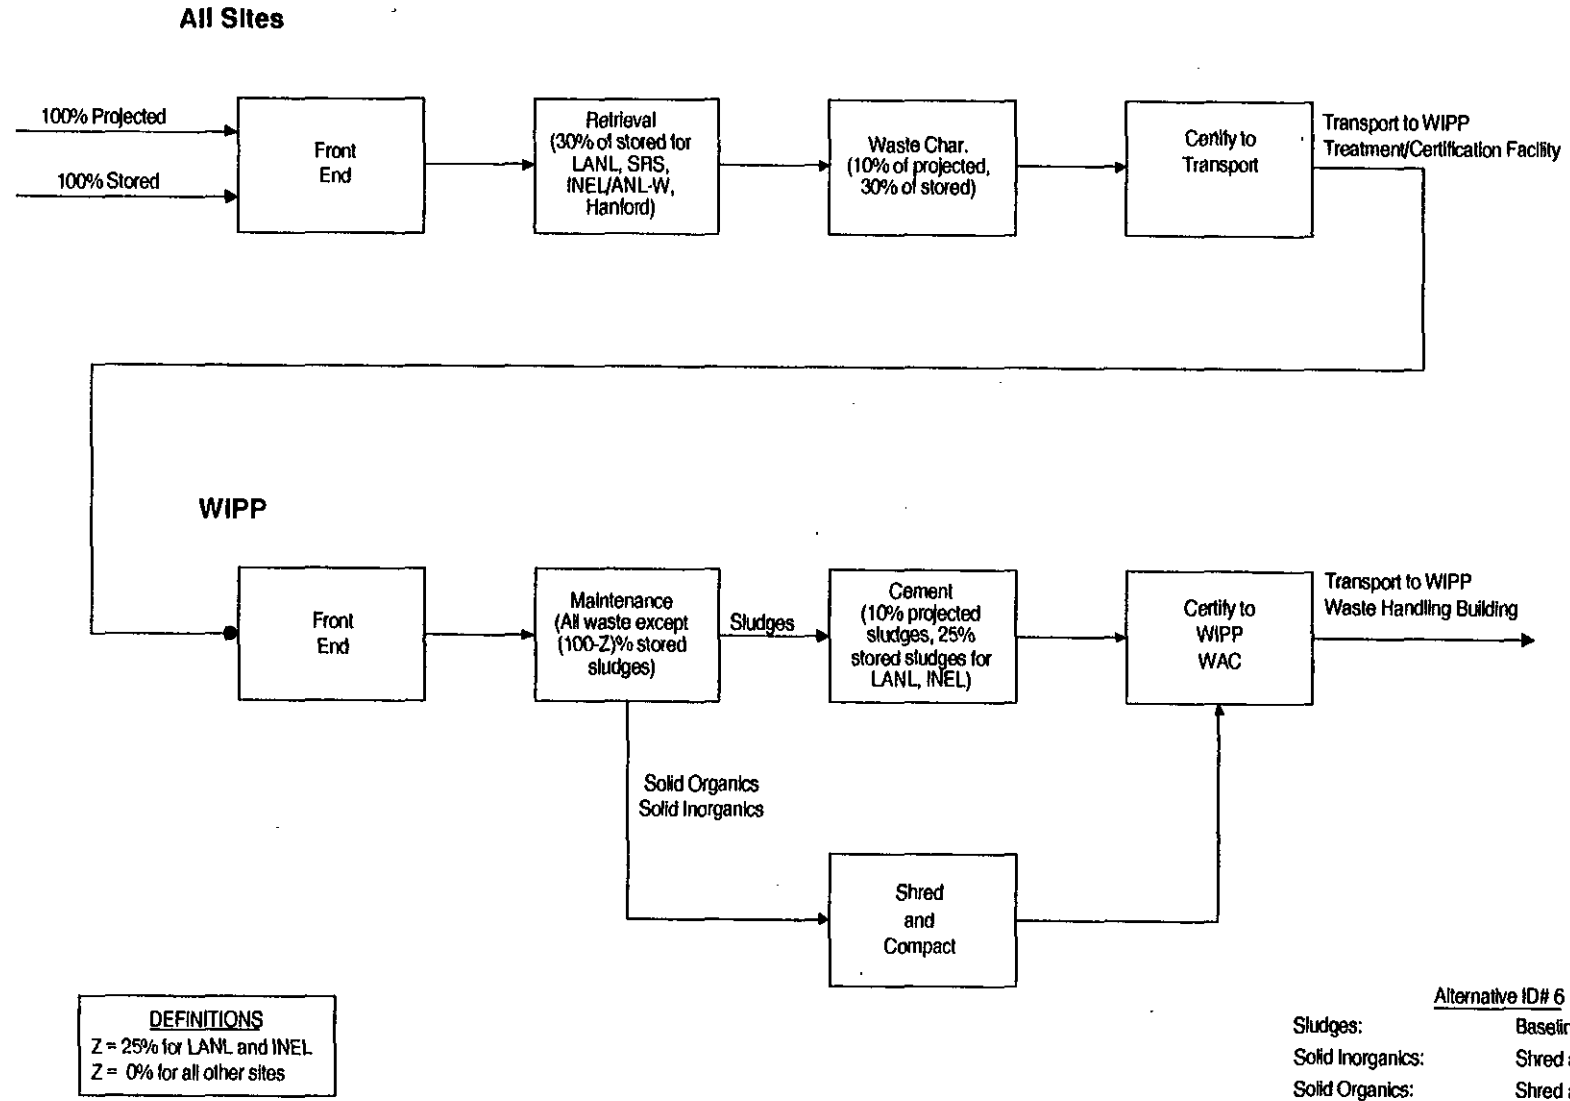 All Sites
100% Projected
100% Stored
Front
End
Retrieval
(30% of stored for
LANL, SRS,
INEL/ANL-W,
Hanford)
Waste Char.
(10% of projected,
30% of stored)
Certify to
Transport
Transport to WIPP
Treatment/Certification Facility
WIPP
Front
End
Maintenance
(All waste except
(100-Z)% stored
sludges)
Sludges
Cement
(10% projected
sludges, 25%
stored sludges for
LANL, INEL)
Certify to
WIPP
WAC
Transport to WIPP
Waste Handling Building
Solid Organics
Solid Inorganics
Shred
and
Compact
DEFINITIONS
Z = 25% for LANL and INEL
Z = 0% for all other sites
Alternative ID# 6
Sludges:
Solid Inorganics: Shred
Solid Organics: Shred